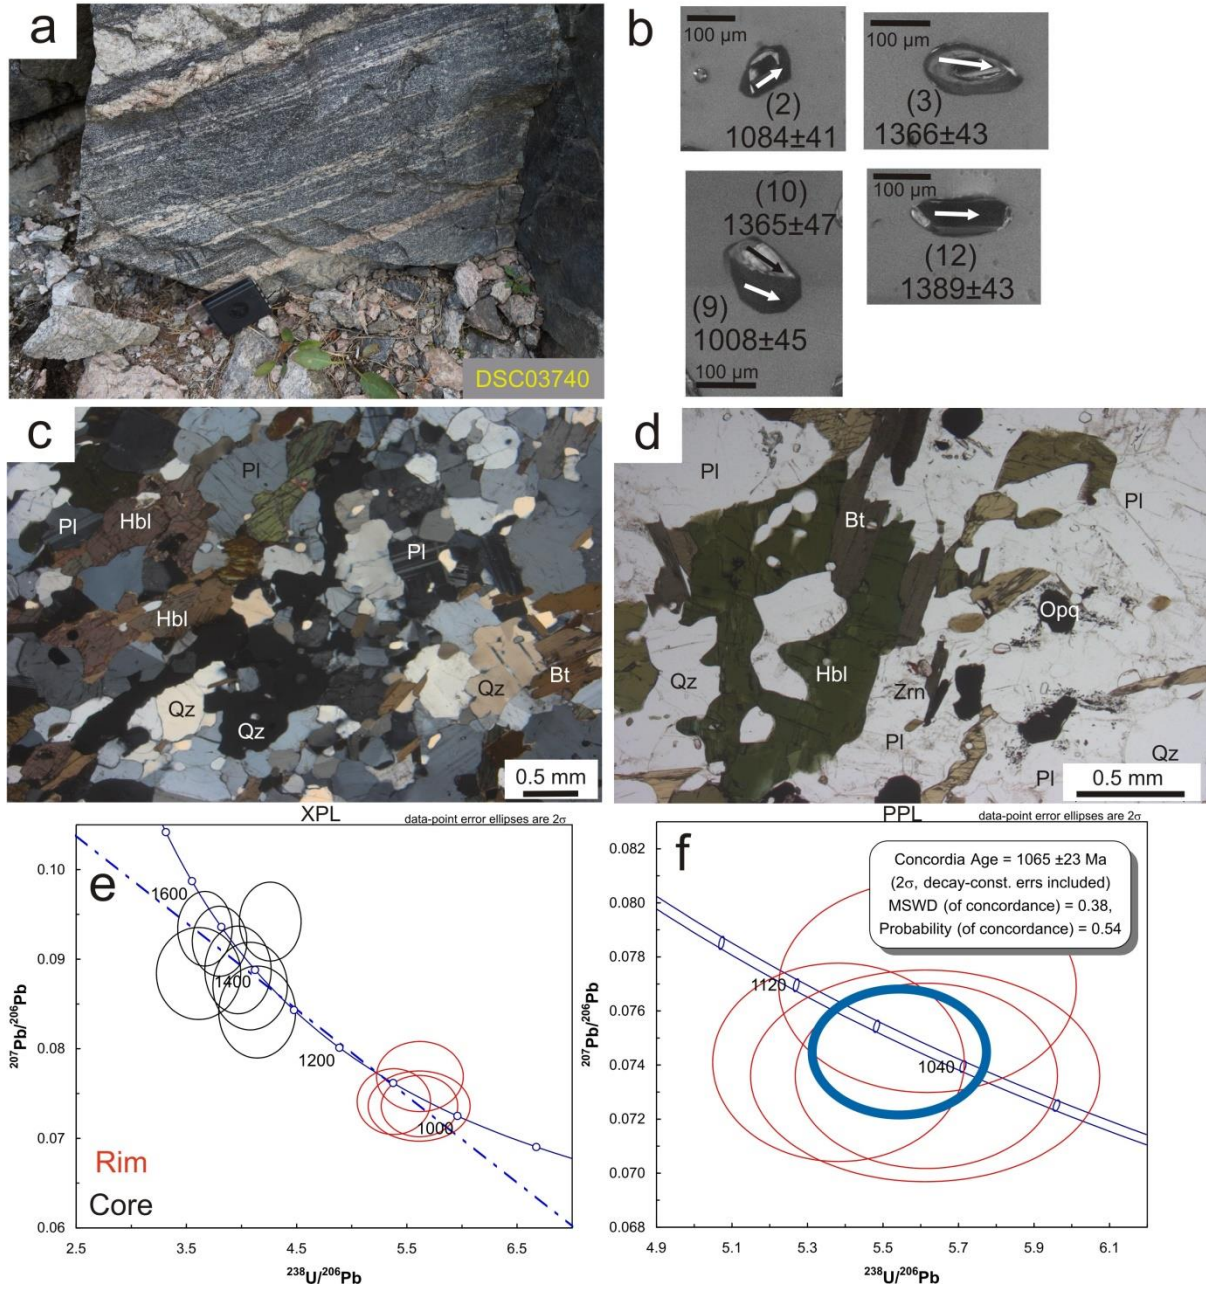 a
DSC03740
b
100 µm
(2)
1084±41
100 µm
(3)
1366±43
(10)
1365±47
(9)
1008±45
100 µm
100 µm
(12)
1389±43
c
Pl
Pl
Hbl
Pl
Hbl
Bt
Qz
Qz
Qz
0.5 mm
XPL
d
Pl
Pl
Bt
Opq
Qz
Hbl
Zrn
Pl
Pl
Qz
0.5 mm
PPL
data-point error ellipses are 2σ
e
1600
1400
1200
1000
Rim
Core
0.10
0.09
0.08
0.07
0.06
2.5 3.5 4.5 5.5 6.5
207Pb/206Pb
238U/206Pb
data-point error ellipses are 2σ
f
Concordia Age = 1065 ±23 Ma
(2σ, decay-const. errs included)
MSWD (of concordance) = 0.38,
Probability (of concordance) = 0.54
1120
1040
0.082
0.080
0.078
0.076
0.074
0.072
0.070
0.068
4.9 5.1 5.3 5.5 5.7 5.9 6.1
207Pb/206Pb
238U/206Pb